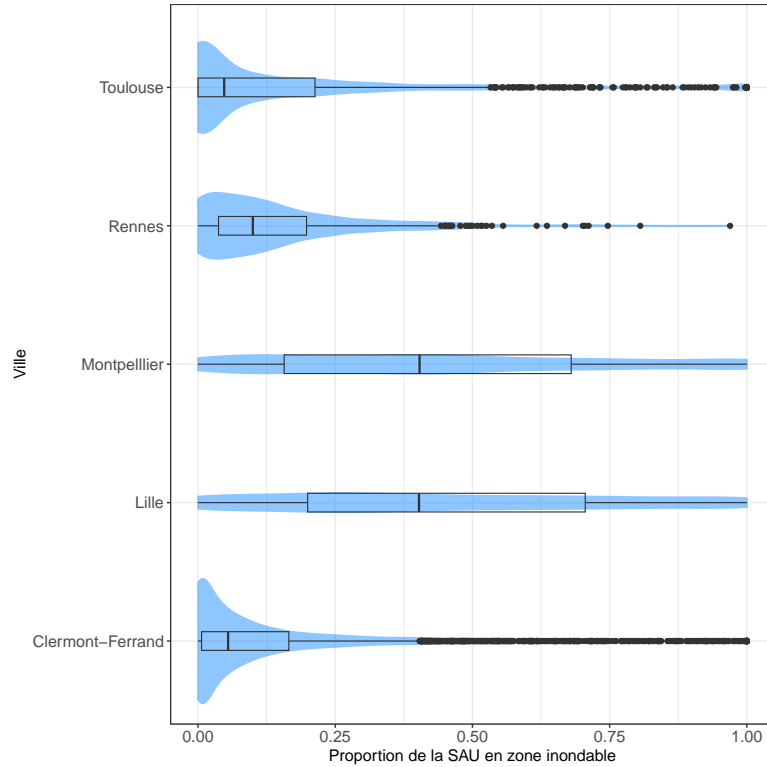 Toulouse
Rennes
Montpelllier
Lille
Clermont−Ferrand
Ville
0.00 0.25 0.50 0.75 1.00
Proportion de la SAU en zone inondable